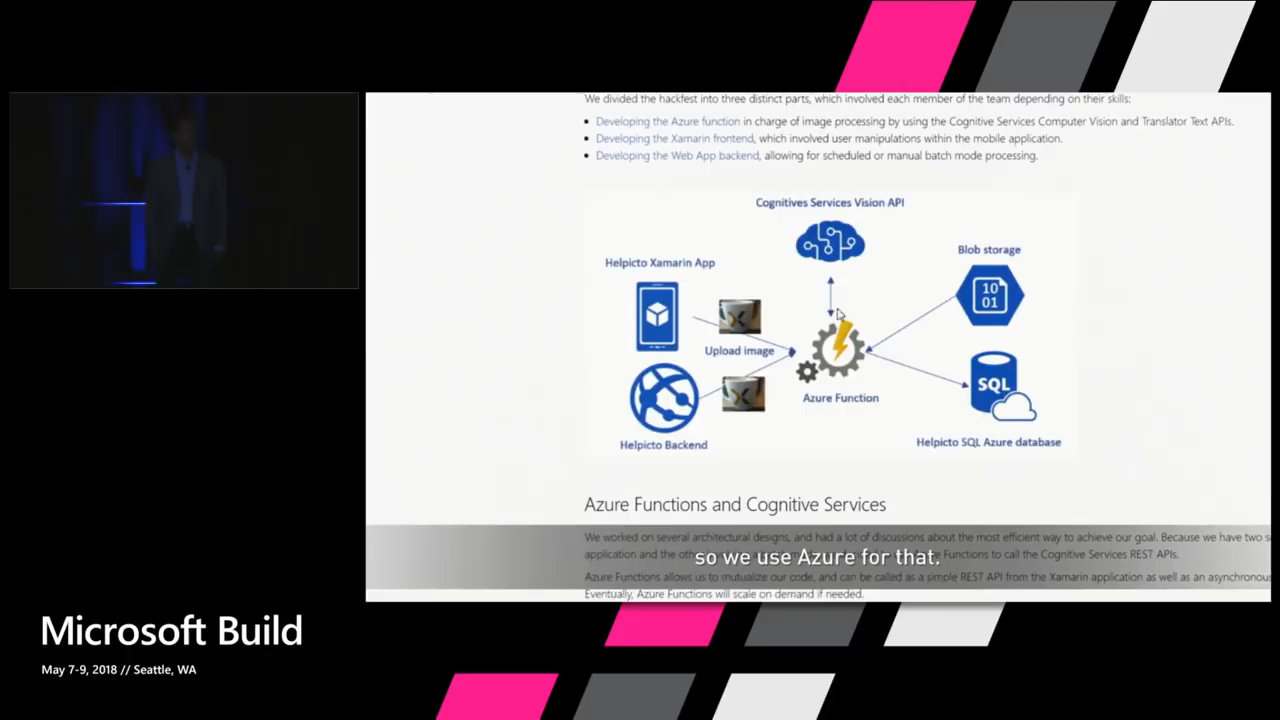 We divided the hackfest into three distinct parts, which involved each member of the team depending on their skills:
Developing the Azure function in charge of image processing by using the Cognitive Services Computer Vision and Translator Text APIs.
Developing the Xamarin frontend, which involved user manipulations within the mobile application.
Developing the Web App backend, allowing for scheduled or manual batch mode processing.
Cognitives Services Vision API
Blob storage
Helpicto Xamarin App
10
01
Upload image
SQL
Azure Function
Helpicto Backend
Helpicto SQL Azure database
Azure Functions and Cognitive Services
We worked on several architectural designs, and had a lot of discussions about the most efficient way to achieve our goal. Because we have two
application and the Functions to call the Cognitive Services REST APIs.
so we use Azure for that.
Azure Functions allows us to mutualize our code, and can be called as a simple REST API from the Xamarin application as well as an asynchronous
Eventually, Azure Functions will scale on demand if needed.
Microsoft Build
May 7-9, 2018 // Seattle, WA